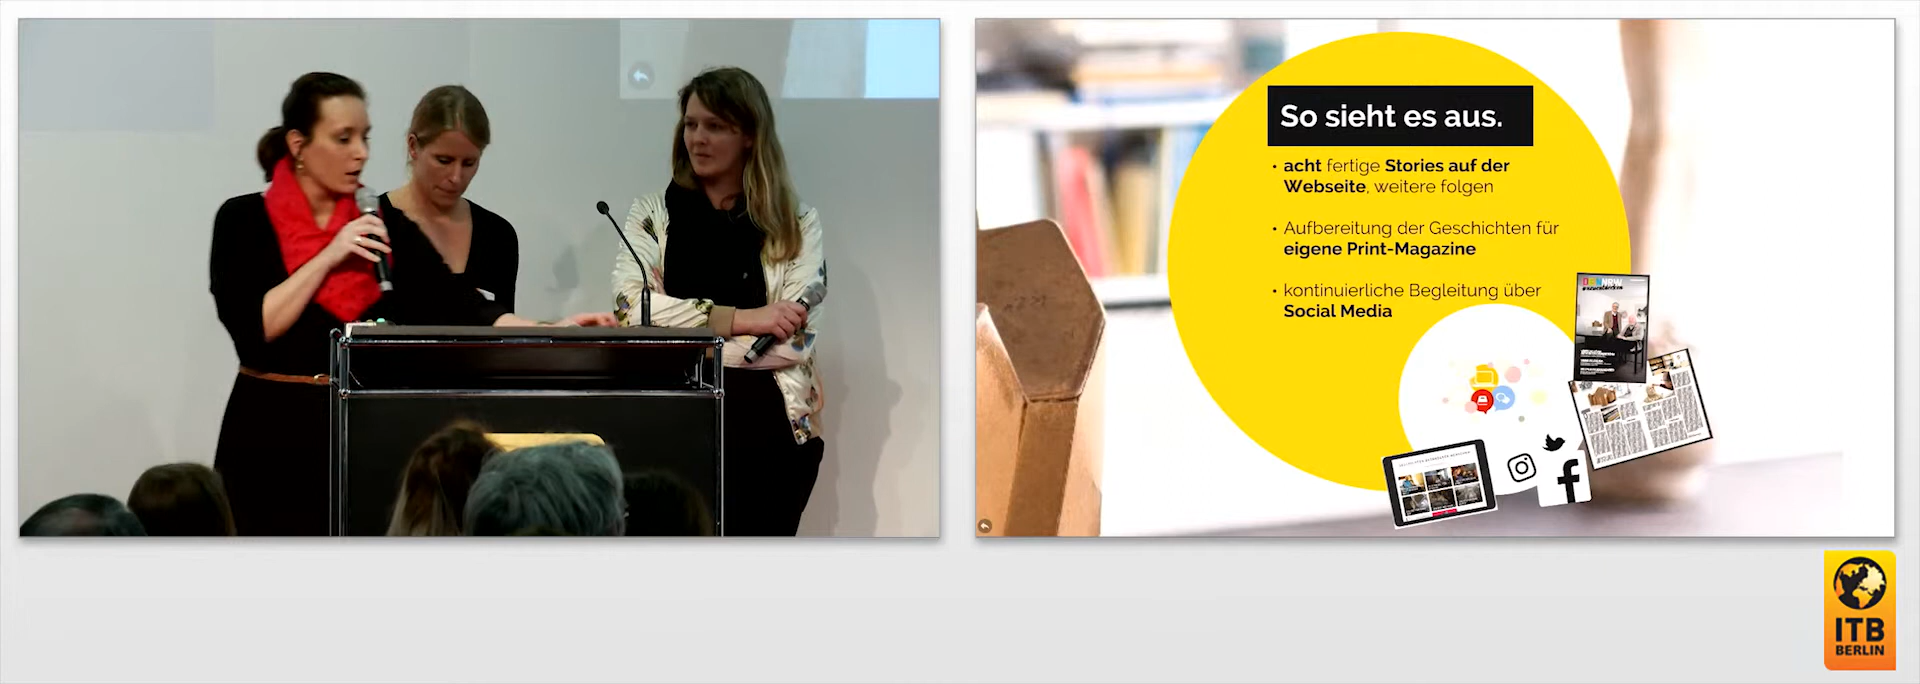 So sieht es aus.
• acht fertige Stories auf der
Webseite, weitere folgen
• Aufbereitung der Geschichten für
eigene Print-Magazine
• kontinuierliche Begleitung über
Social Media
NRW
ITB
BERLIN